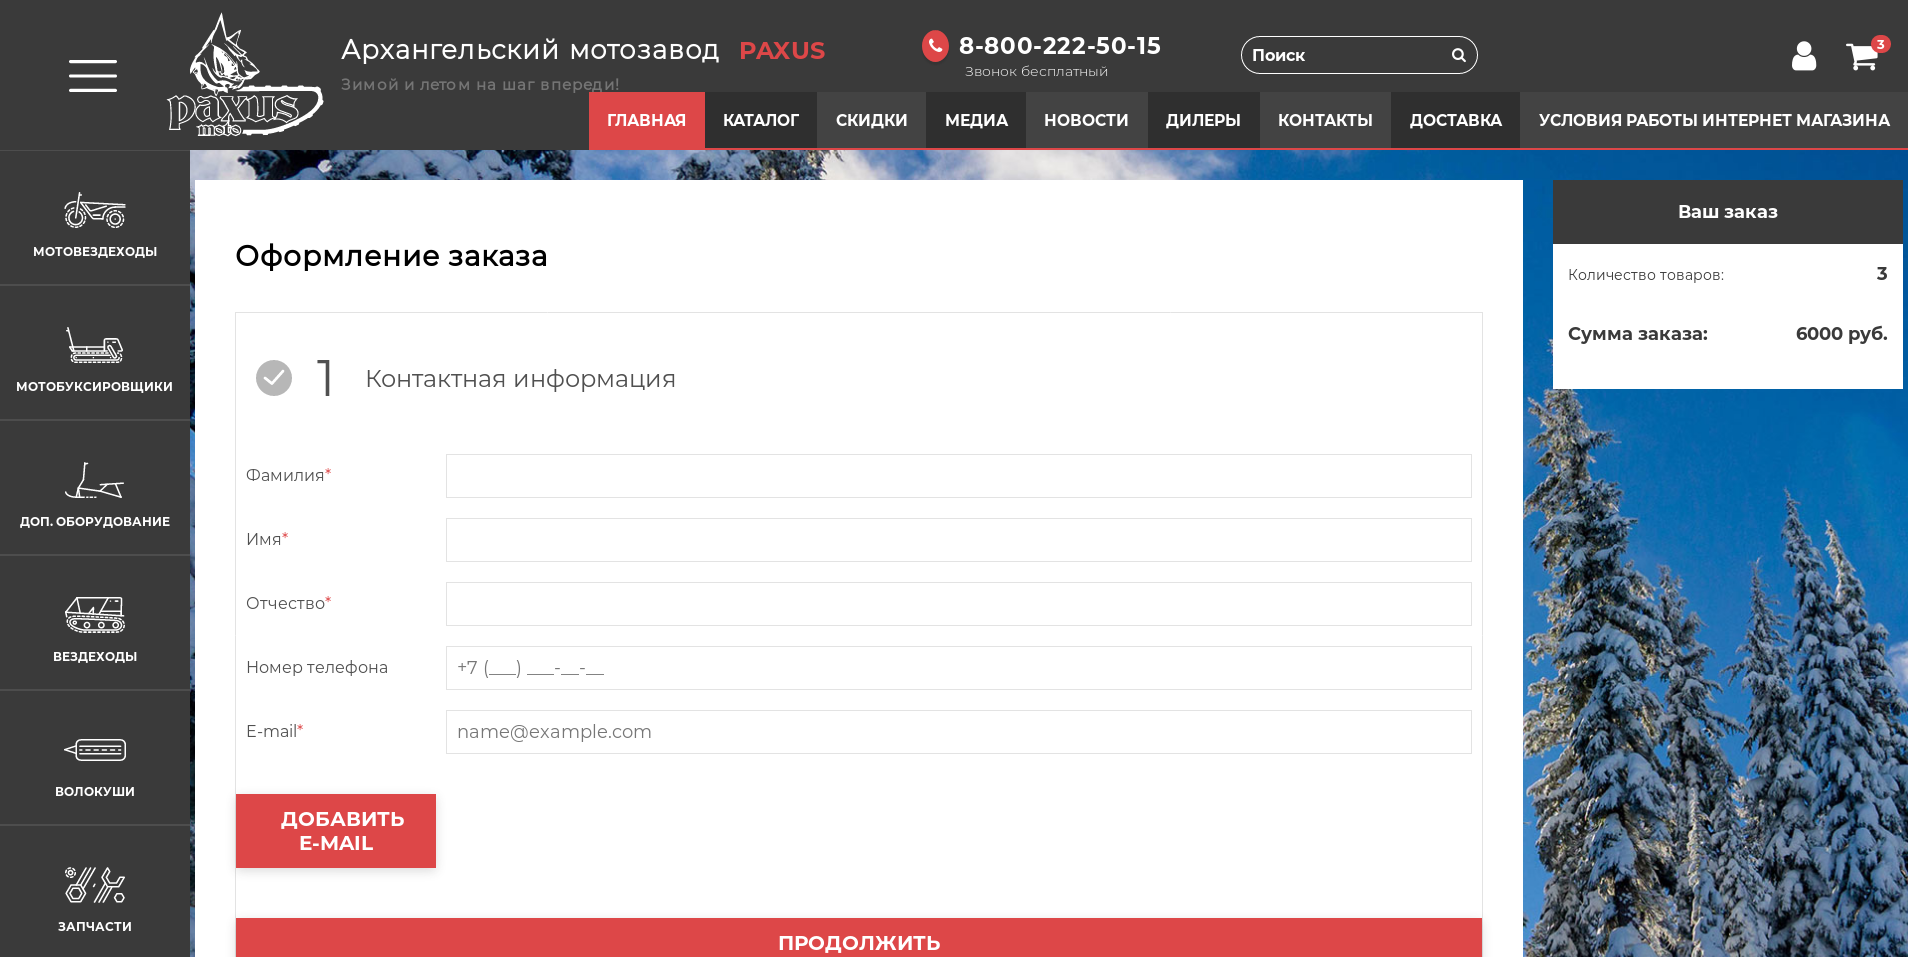 Архангельский мотозавод PAXUS
Зимой и летом на шаг впереди!
paxus
moto
8-800-222-50-15
Звонок бесплатный
Поиск
3
ГЛАВНАЯ КАТАЛОГ СКИДКИ МЕДИА НОВОСТИ ДИЛЕРЫ КОНТАКТЫ ДОСТАВКА УСЛОВИЯ РАБОТЫ ИНТЕРНЕТ МАГАЗИНА
МОТОВЕЗДЕХОДЫ
МОТОБУКСИРОВЩИКИ
ДОП. ОБОРУДОВАНИЕ
ВЕЗДЕХОДЫ
ВОЛОКУШИ
ЗАПЧАСТИ
Оформление заказа
1 Контактная информация
Фамилия*
Имя*
Отчество*
Номер телефона +7 (___) ___-__-__
E-mail* name@example.com
ДОБАВИТЬ
E-MAIL
ПРОДОЛЖИТЬ
Ваш заказ
Количество товаров: 3
Сумма заказа: 6000 руб.